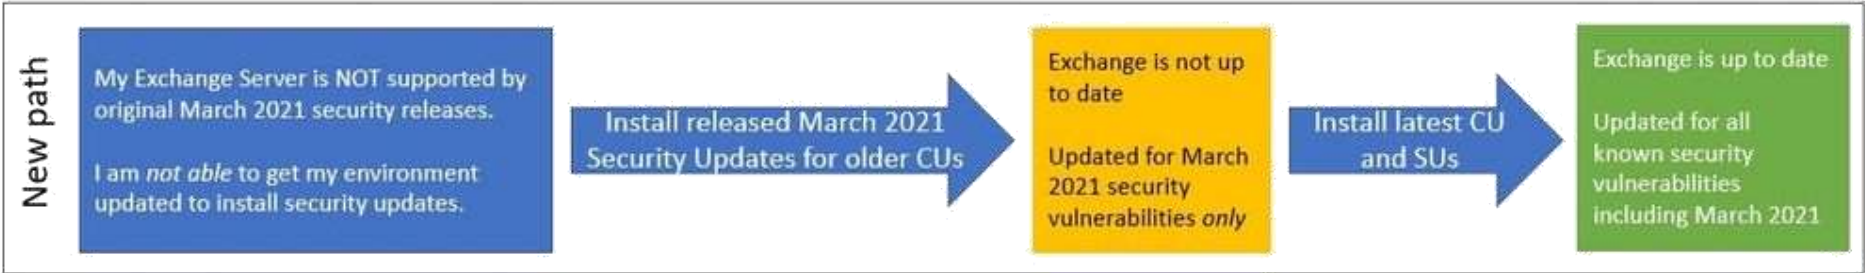 New path
My Exchange Server is NOT supported by
original March 2021 security releases.
I am not able to get my environment
updated to install security updates.
Install released March 2021
Security Updates for older CUs
Exchange is not up
to date
Updated for March
2021 security
vulnerabilities only
Install latest CU
and SUs
Exchange is up to date
Updated for all
known security
vulnerabilities
including March 2021